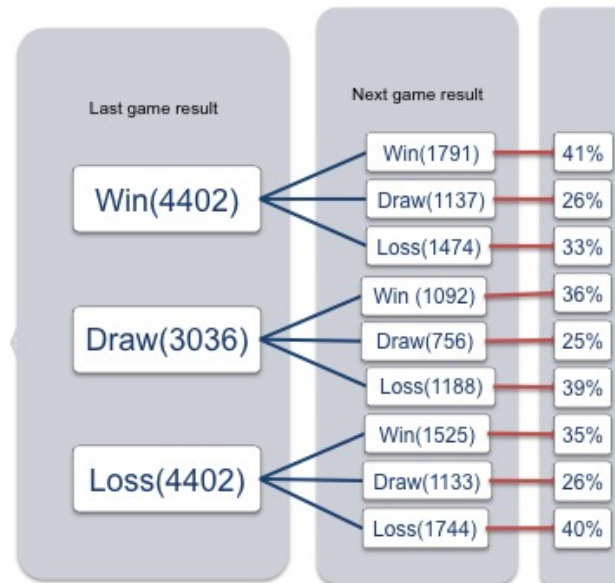 Last game result
Next game result
Win(4402)
Win(1791)
41%
Draw(1137)
26%
Loss(1474)
33%
Draw(3036)
Win (1092)
36%
Draw(756)
25%
Loss(1188)
39%
Loss(4402)
Win(1525)
35%
Draw(1133)
26%
Loss(1744)
40%